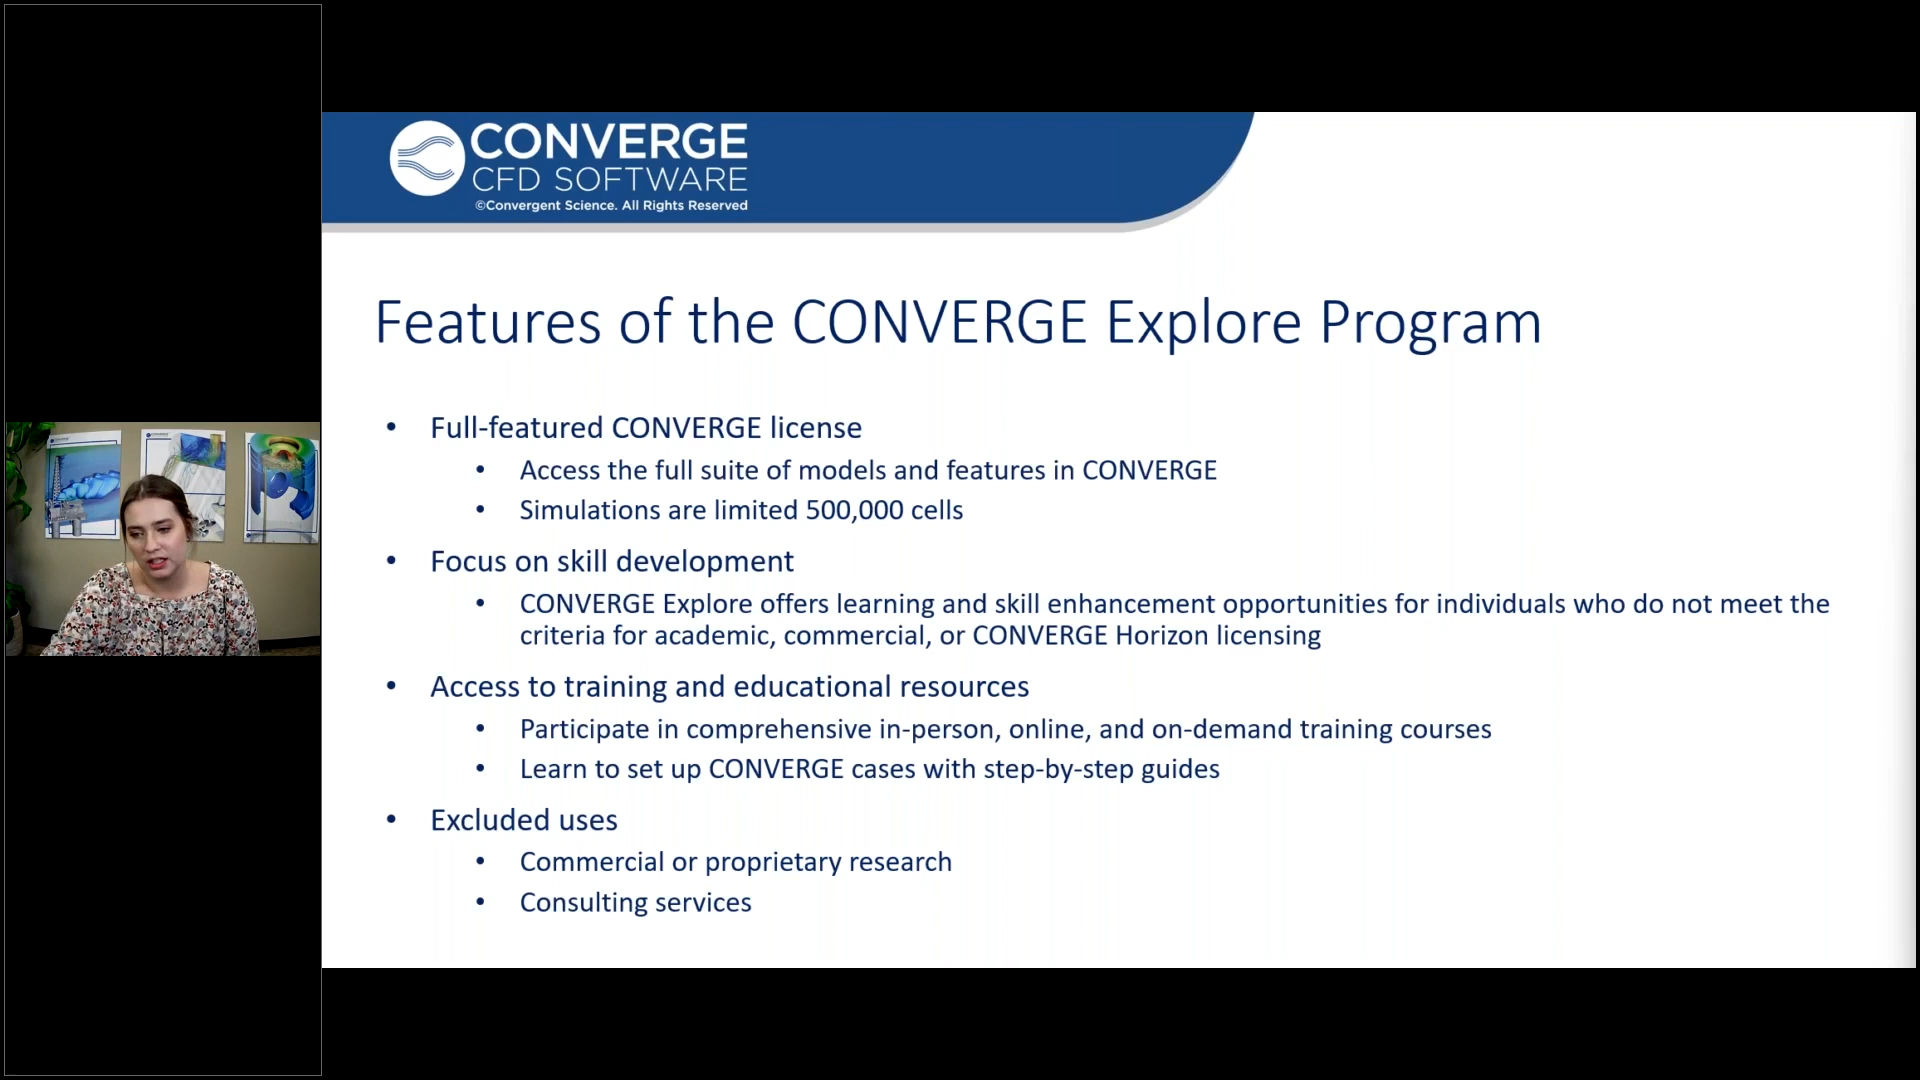 CONVERGE
CFD SOFTWARE
©Convergent Science. All Rights Reserved
Features of the CONVERGE Explore Program
• Full-featured CONVERGE license
• Access the full suite of models and features in CONVERGE
• Simulations are limited 500,000 cells
• Focus on skill development
• CONVERGE Explore offers learning and skill enhancement opportunities for individuals who do not meet the
criteria for academic, commercial, or CONVERGE Horizon licensing
• Access to training and educational resources
• Participate in comprehensive in-person, online, and on-demand training courses
• Learn to set up CONVERGE cases with step-by-step guides
• Excluded uses
• Commercial or proprietary research
• Consulting services